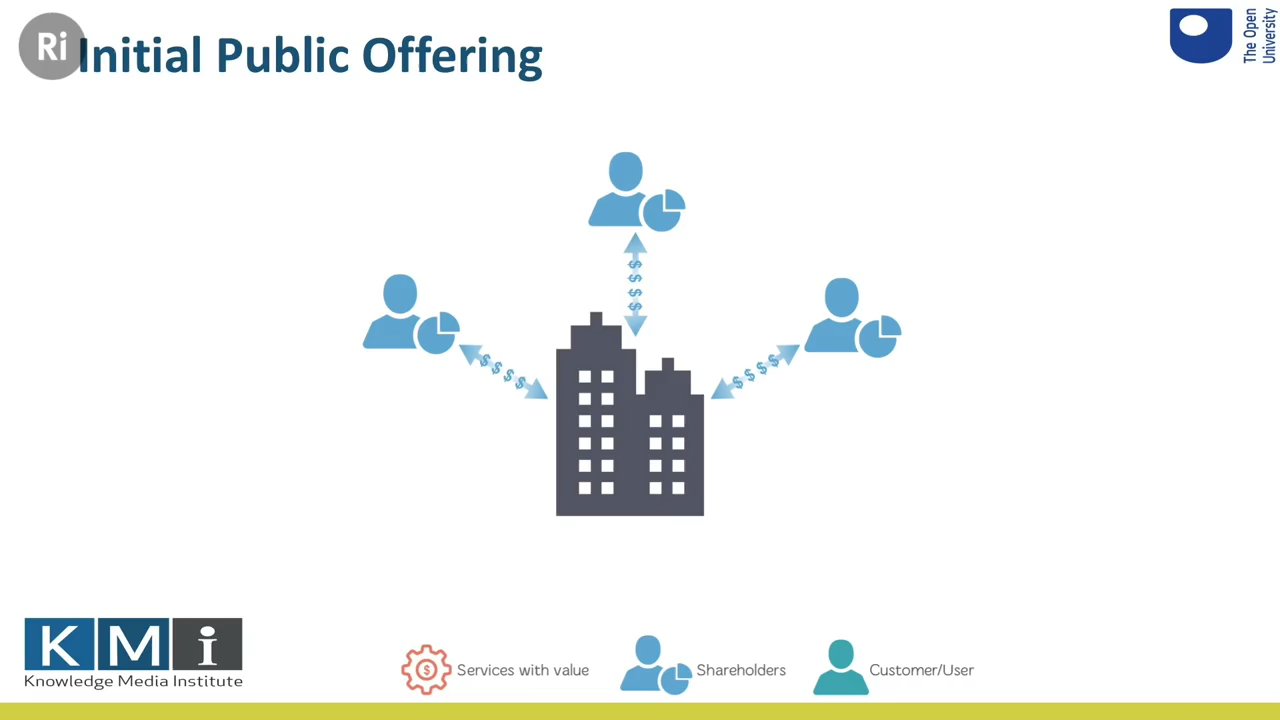 Ri
Initial Public Offering
The Open
University
$ $ $ $
$ $ $ $
$ $ $ $
KMi
Knowledge Media Institute
$
Services with value
Shareholders
Customer/User